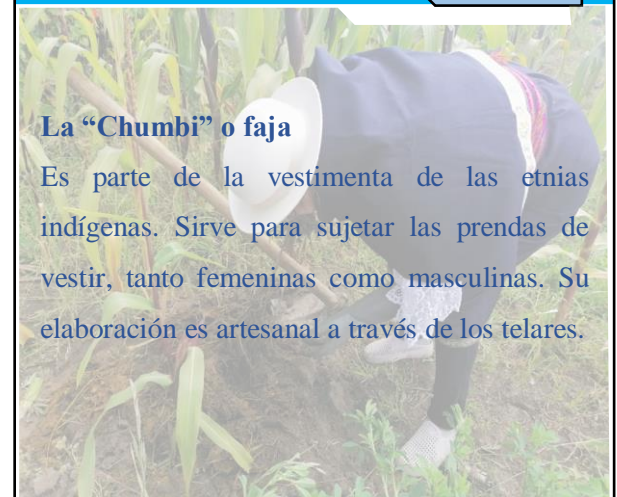 La “Chumbi” o faja
Es parte de la vestimenta de las etnias
indígenas. Sirve para sujetar las prendas de
vestir, tanto femeninas como masculinas. Su
elaboración es artesanal a través de los telares.